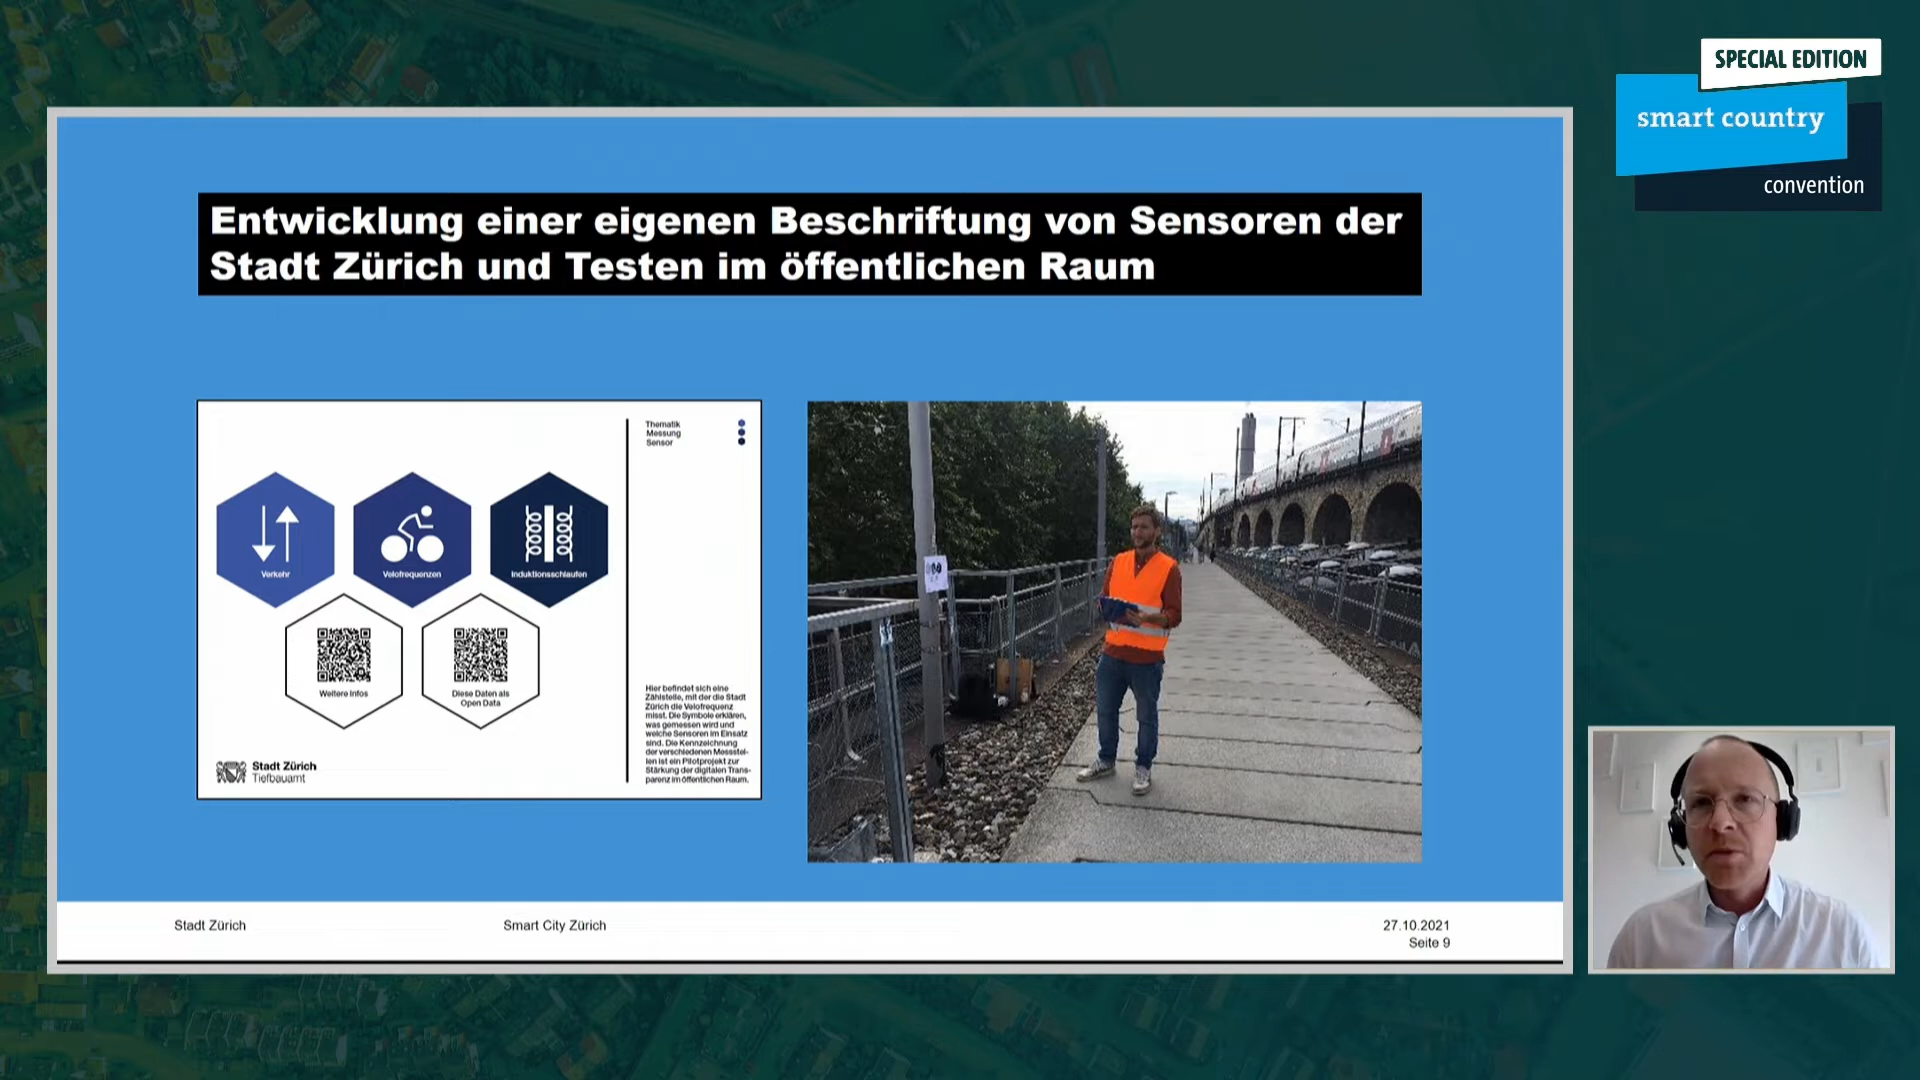 SPECIAL EDITION
smart country
convention
Entwicklung einer eigenen Beschriftung von Sensoren der
Stadt Zürich und Testen im öffentlichen Raum
Thematik
Messung
Sensor
Verkehr
Velofrequenzen
Induktionsschlaufen
Weitere Infos
Diese Daten als
Open Data
Hier befindet sich eine
Zählstelle, mit der die Stadt
Zürich die Velofrequenz
misst. Die Symbole erklären,
was gemessen wird und
welche Sensoren im Einsatz
sind. Die Kennzeichnung
der verschiedenen Messstel-
len ist ein Pilotprojekt zur
Stärkung der digitalen Trans-
parenz im öffentlichen Raum.
Stadt Zürich
Tiefbauamt
Stadt Zürich
Smart City Zürich
27.10.2021
Seite 9